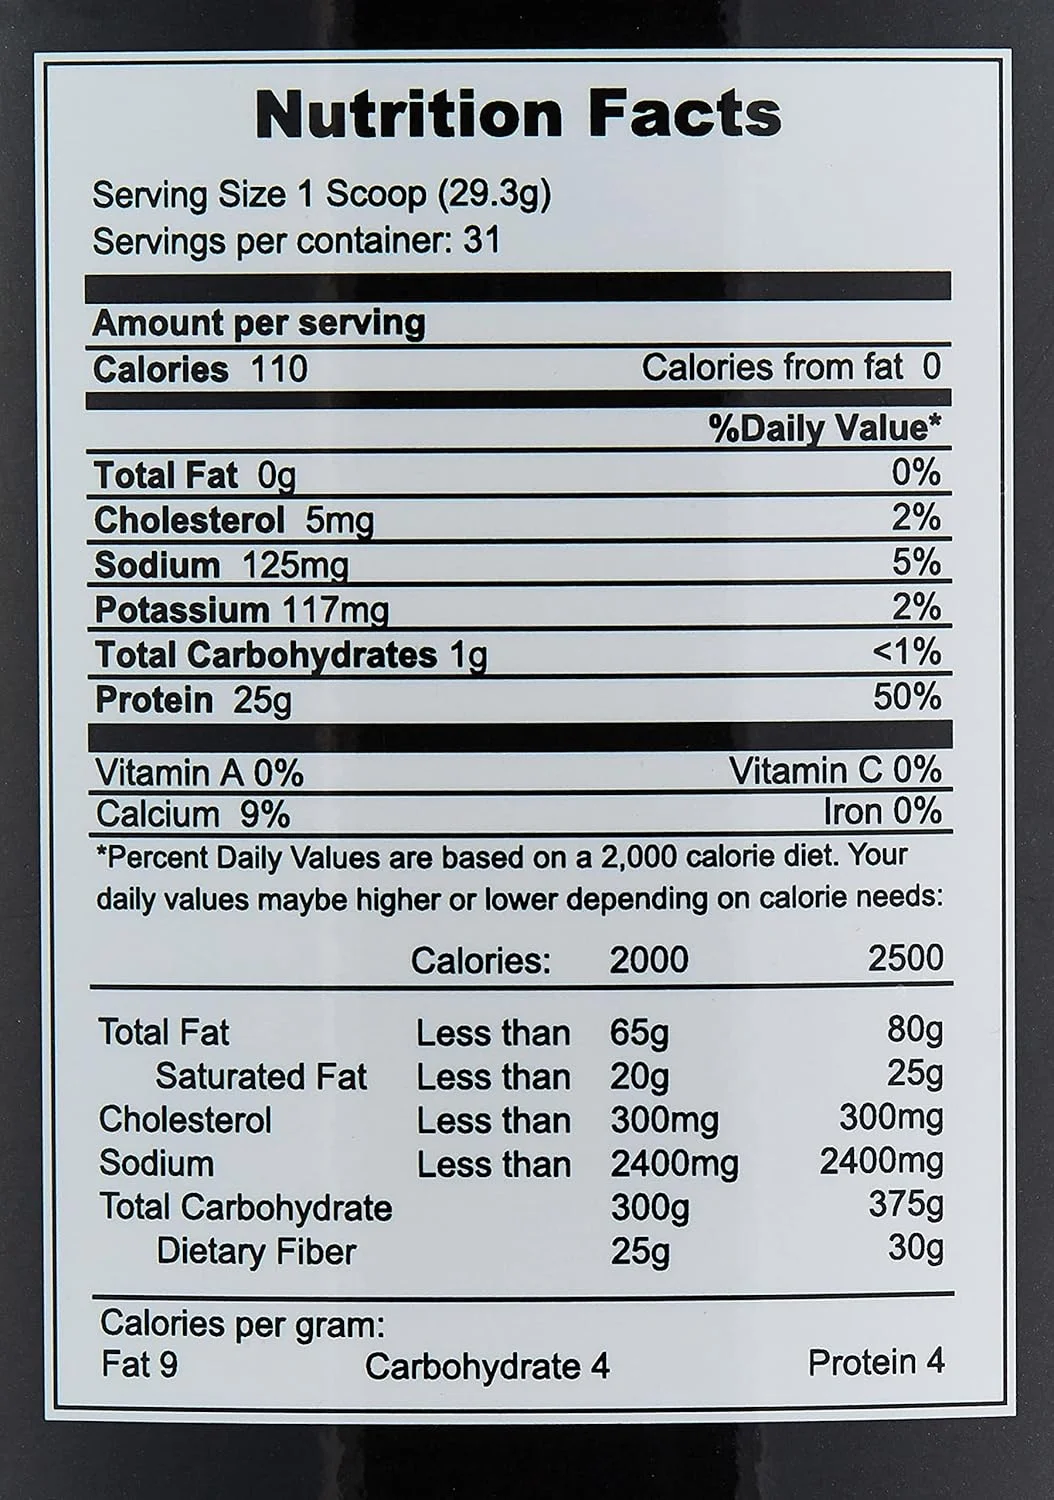 Nutrition Facts
Serving Size 1 Scoop (29.3g)
Servings per container: 31
Amount per serving
Calories 110 Calories from fat 0
%Daily Value*
Total Fat 0g 0%
Cholesterol 5mg 2%
Sodium 125mg 5%
Potassium 117mg 2%
Total Carbohydrates 1g <1%
Protein 25g 50%
Vitamin A 0% Vitamin C 0%
Calcium 9% Iron 0%
*Percent Daily Values are based on a 2,000 calorie diet. Your
daily values maybe higher or lower depending on calorie needs:
Calories: 2000 2500
Total Fat Less than 65g 80g
Saturated Fat Less than 20g 25g
Cholesterol Less than 300mg 300mg
Sodium Less than 2400mg 2400mg
Total Carbohydrate 300g 375g
Dietary Fiber 25g 30g
Calories per gram:
Fat 9 Carbohydrate 4 Protein 4